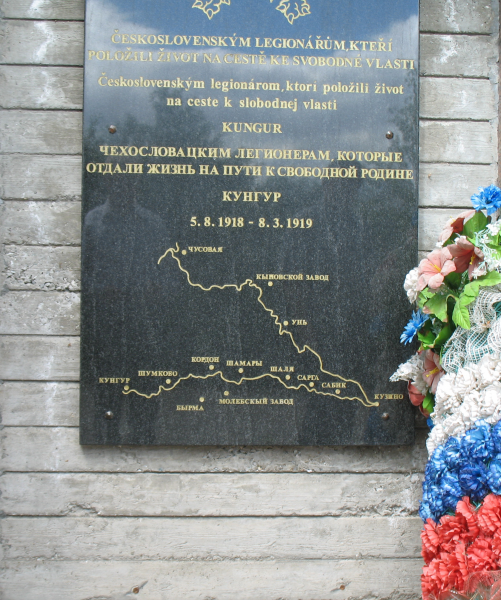 ČESKOSLOVENSKÝM LEGIONÁŘŮM, KTEŘÍ
POLOŽILI ŽIVOT NA CESTĚ KE SVOBODNÉ VLASTI
Československým legionárom, ktorí položili život
na ceste k slobodnej vlasti
KUNGUR
ЧЕХОСЛОВАЦКИМ ЛЕГИОНЕРАМ, КОТОРЫЕ
ОТДАЛИ ЖИЗНЬ НА ПУТИ К СВОБОДНОЙ РОДИНЕ
КУНГУР
5.8.1918 - 8.3.1919
ЧУСОВАЯ
КЫНОВСКОЙ ЗАВОД
УНЬ
КОРДОН
ШАМАРЫ
ШАЛЯ
КУНГУР
ШУМКОВО
САРГА
САБИК
КУЗИНО
БЫРМА
МОЛЕБСКЫЙ ЗАВОД